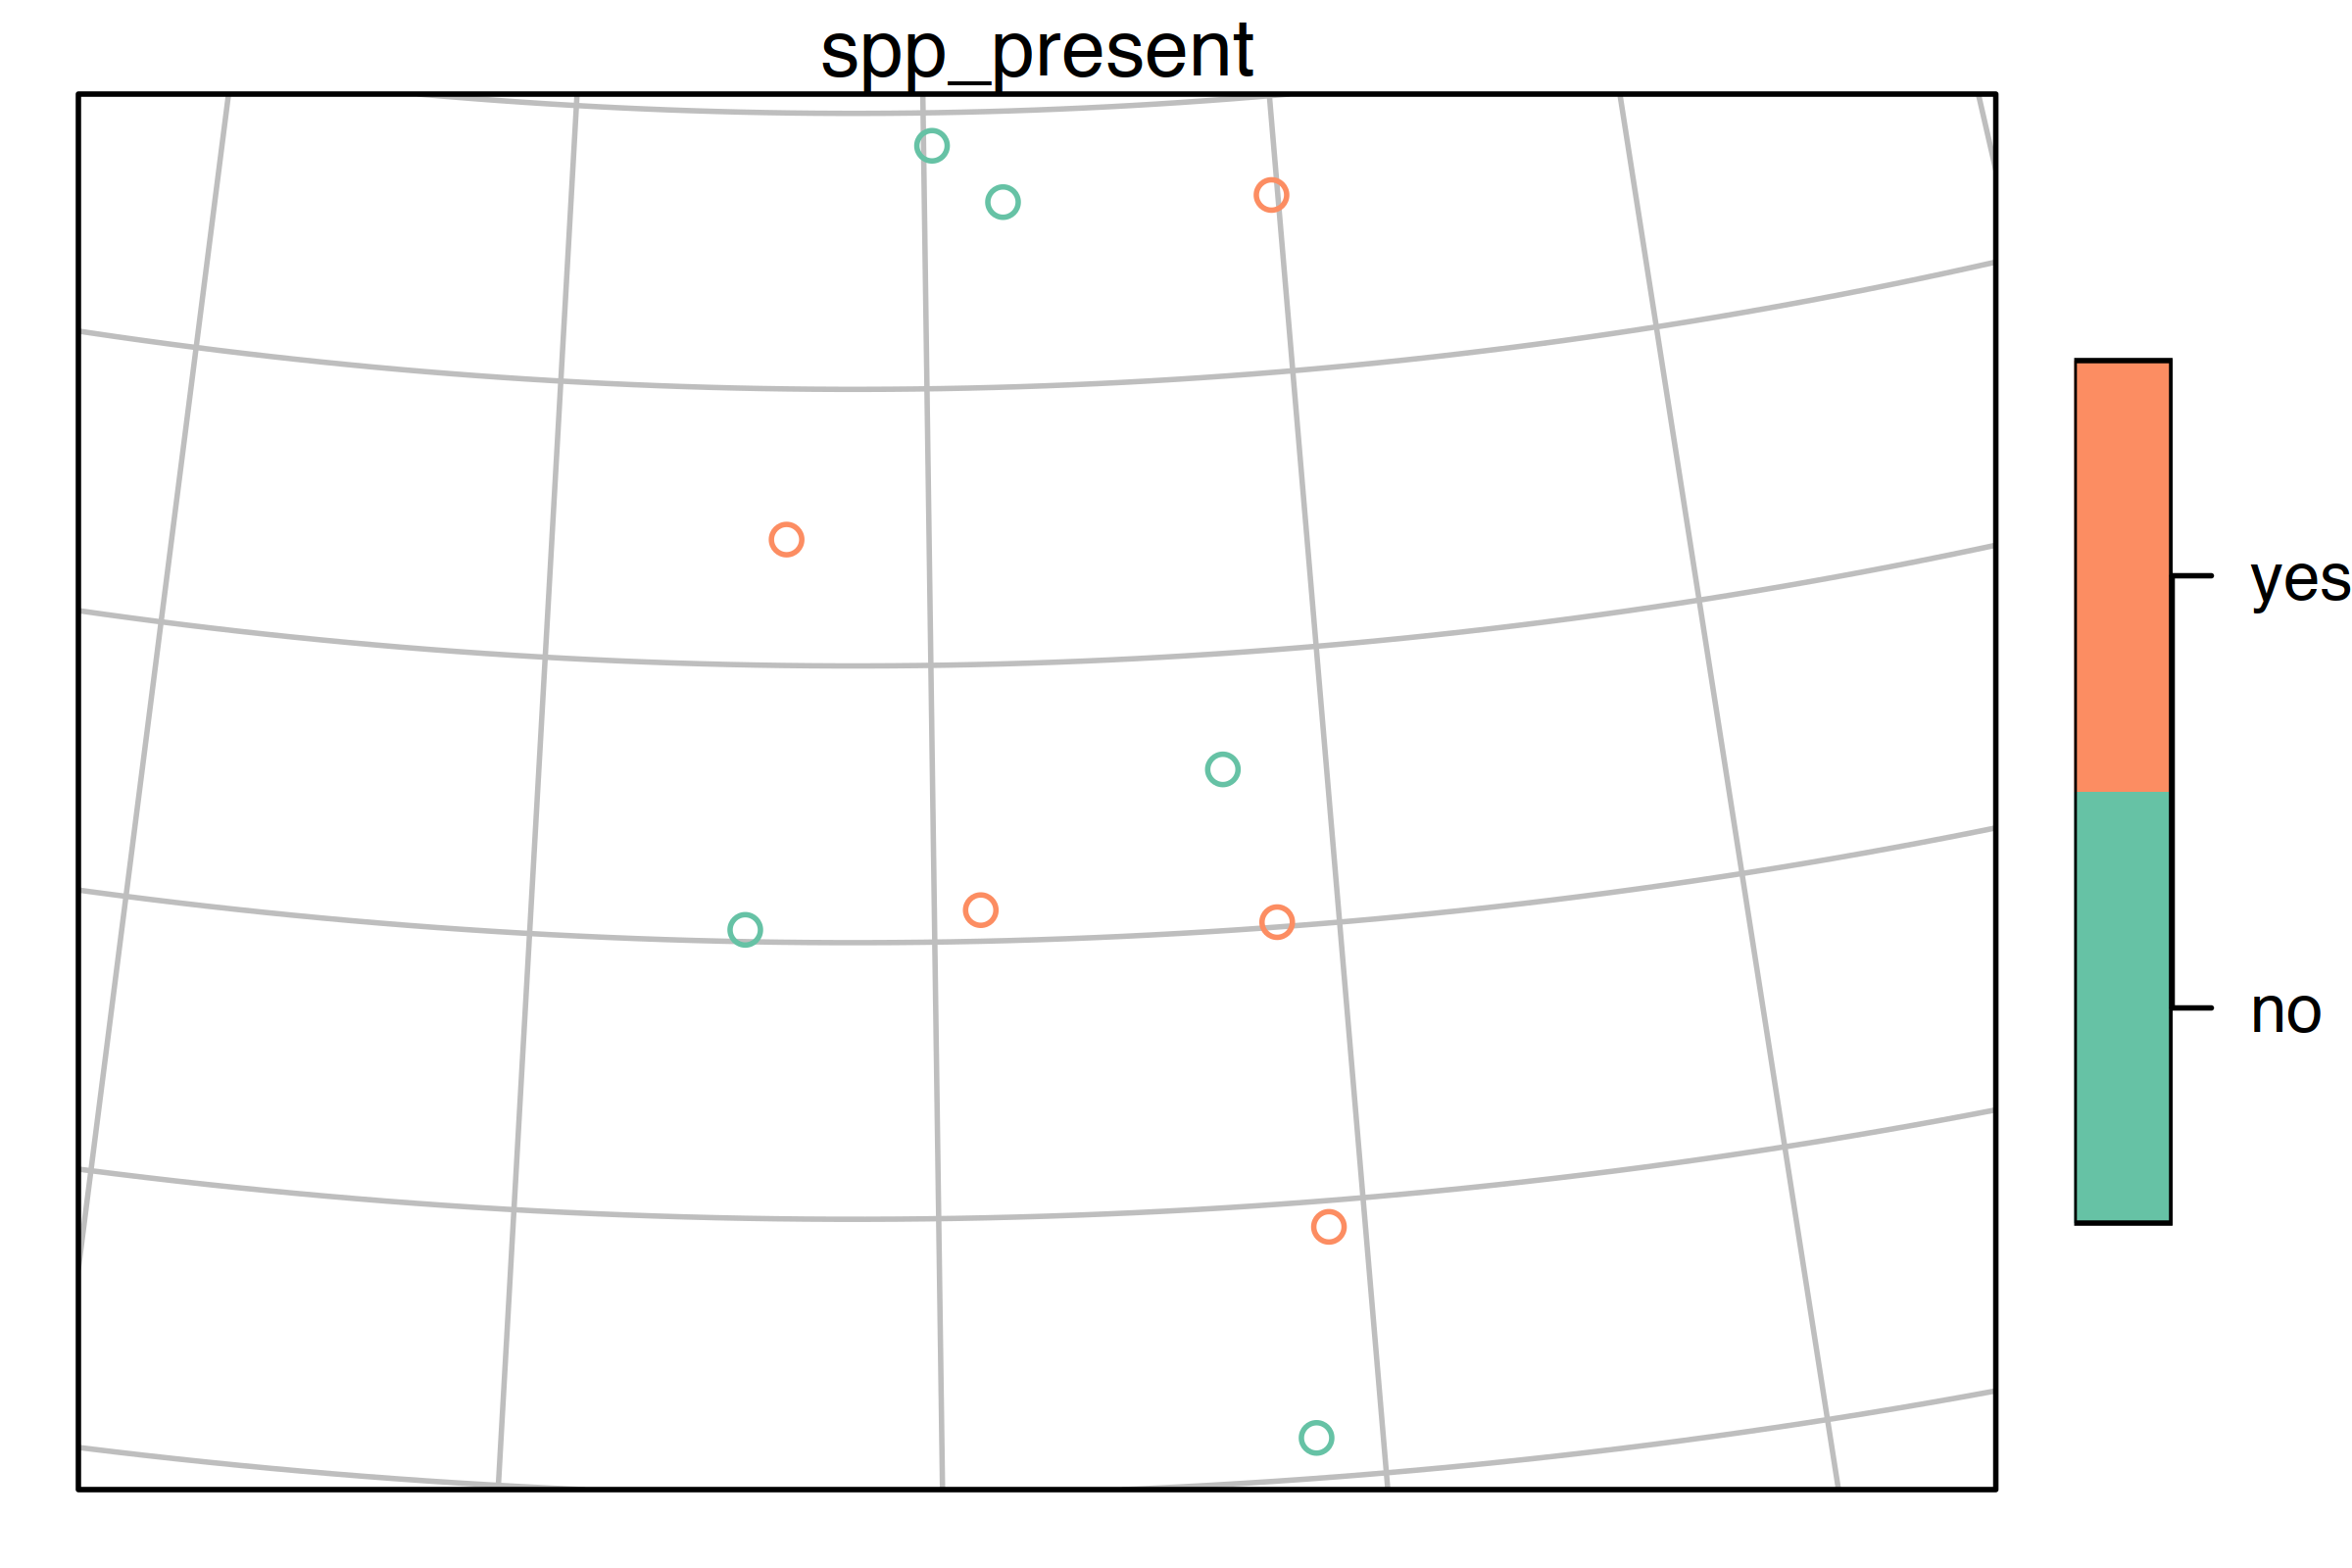 spp_present
yes
no